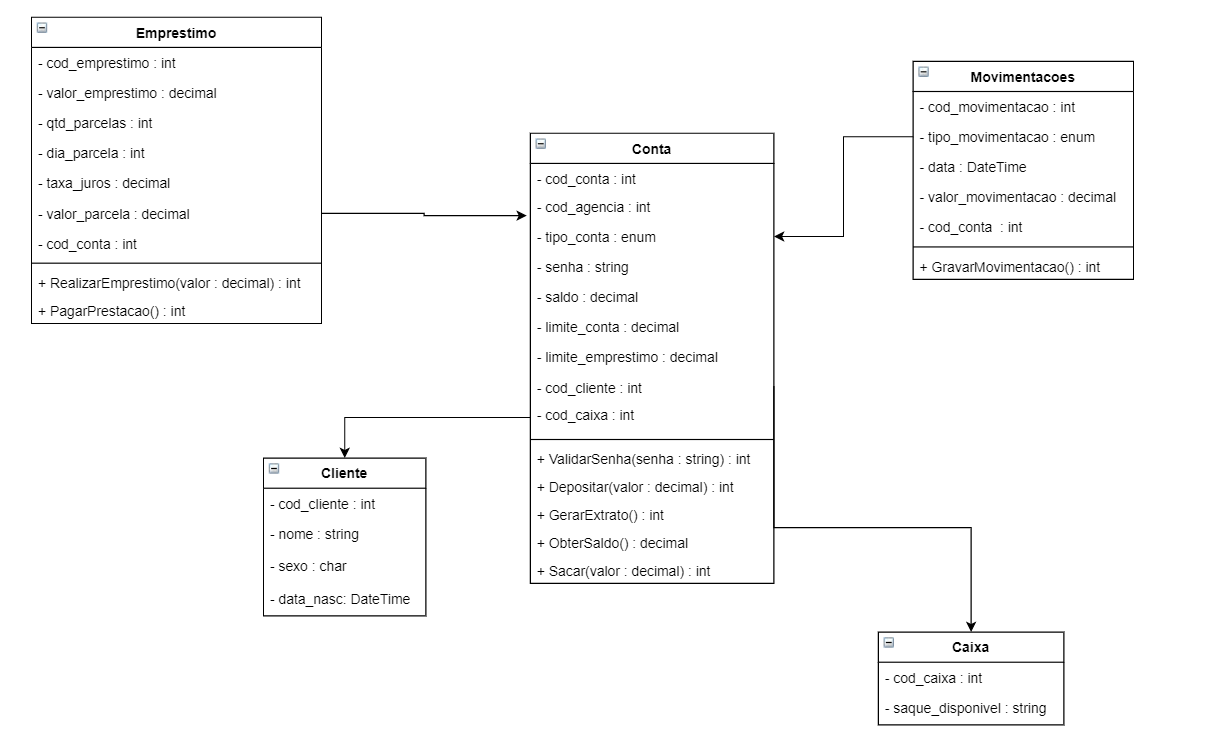 Emprestimo
- cod_emprestimo : int
- valor_emprestimo : decimal
- qtd_parcelas : int
- dia_parcela : int
- taxa_juros : decimal
- valor_parcela : decimal
- cod_conta : int
+ RealizarEmprestimo(valor : decimal) : int
+ PagarPrestacao() : int
Movimentacoes
- cod_movimentacao : int
- tipo_movimentacao : enum
- data : DateTime
- valor_movimentacao : decimal
- cod_conta  : int
+ GravarMovimentacao() : int
Conta
- cod_conta : int
- cod_agencia : int
- tipo_conta : enum
- senha : string
- saldo : decimal
- limite_conta : decimal
- limite_emprestimo : decimal
- cod_cliente : int
- cod_caixa : int
+ ValidarSenha(senha : string) : int
+ Depositar(valor : decimal) : int
+ GerarExtrato() : int
+ ObterSaldo() : decimal
+ Sacar(valor : decimal) : int
Cliente
- cod_cliente : int
- nome : string
- sexo : char
- data_nasc: DateTime
Caixa
- cod_caixa : int
- saque_disponivel : string